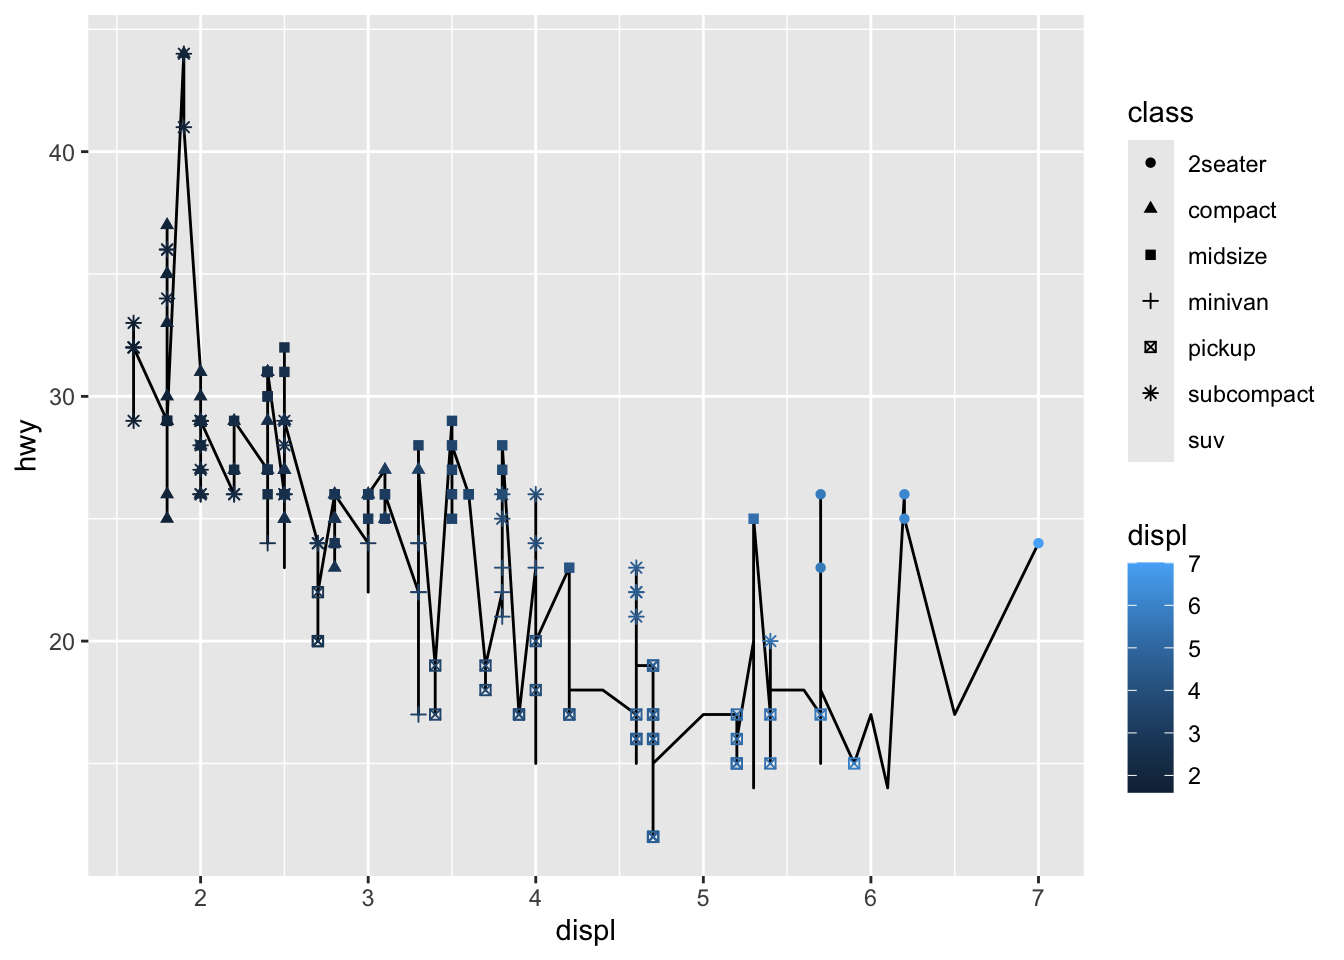 40
30
20
hwy
2 3 4 5 6 7
displ
class
2seater
compact
midsize
minivan
pickup
subcompact
suv
displ
7
6
5
4
3
2